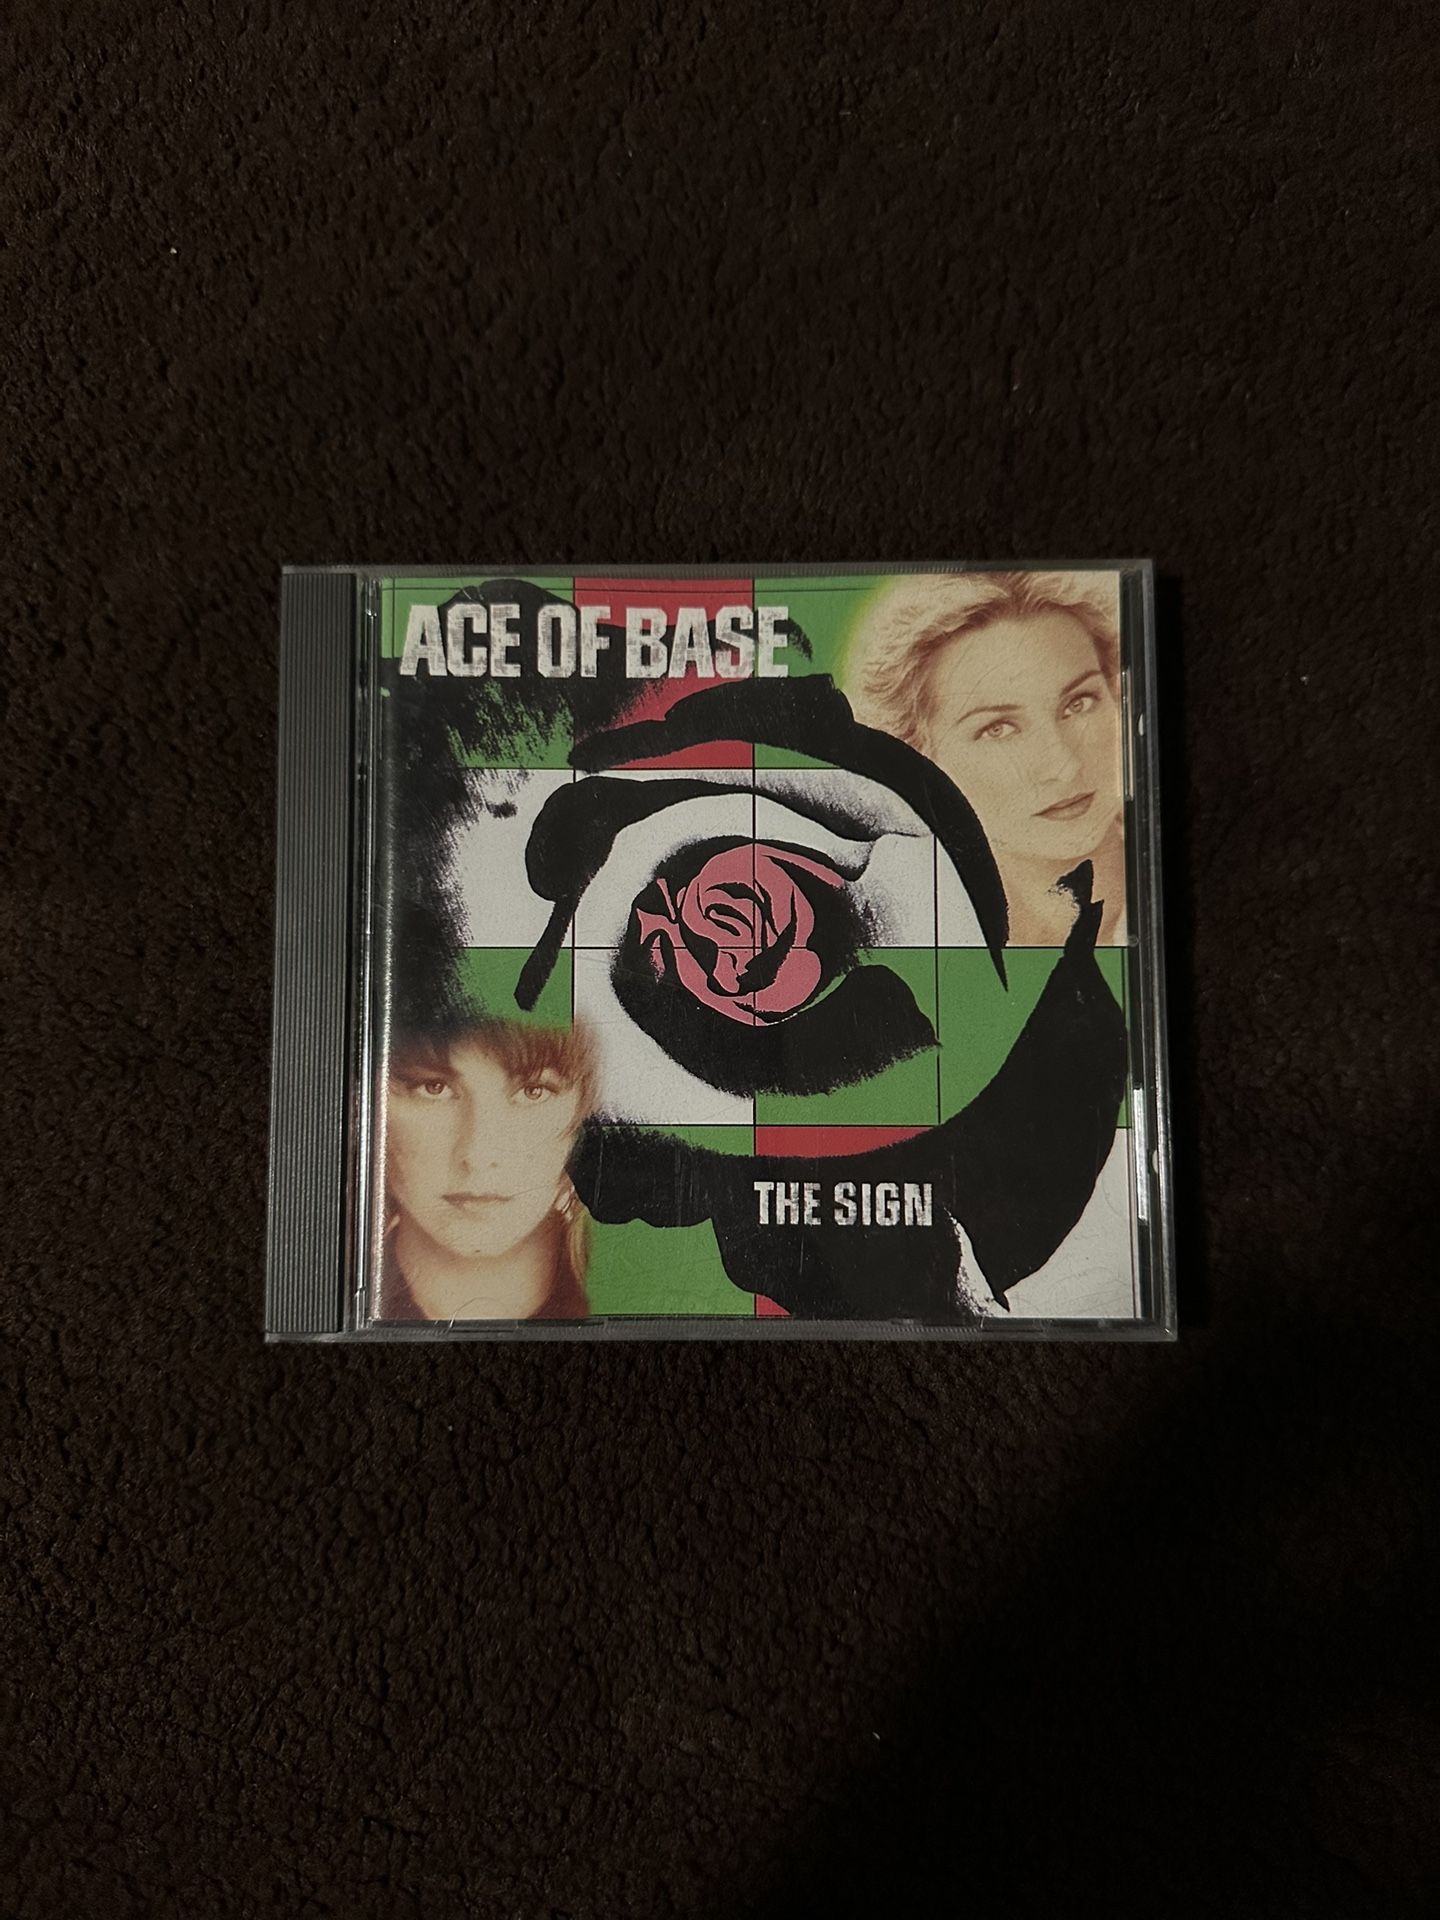 ACE OF BASE
THE SIGN